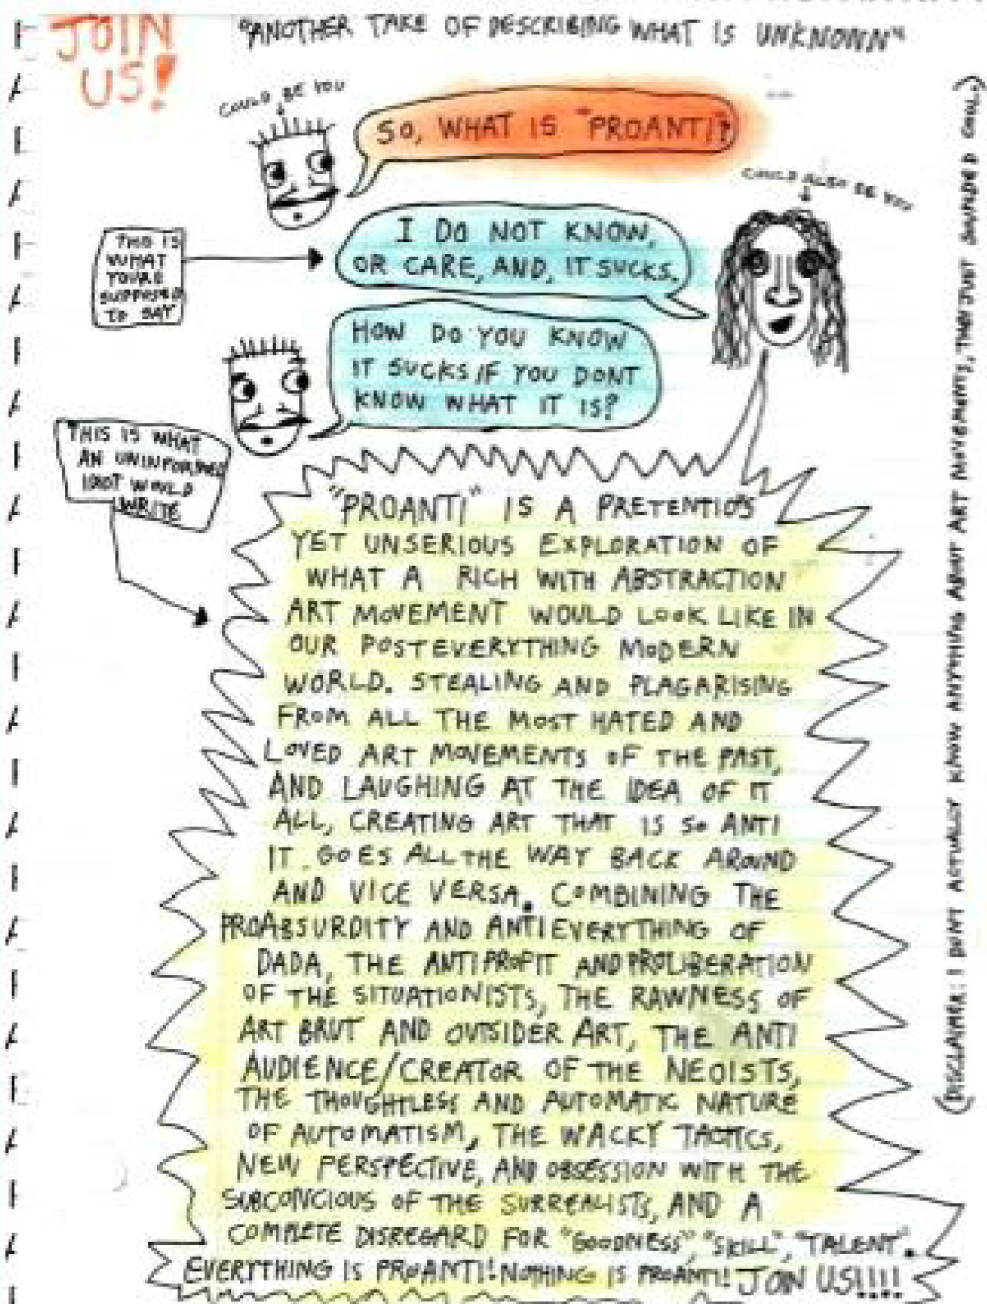 JOIN
US!
"ANOTHER TAKE OF DESCRIBING WHAT IS UNKNOWN"
COULD BE YOU
SO, WHAT IS "PROANTI"?
COULD ALSO BE YOU
THIS IS
WHAT
YOURE
SUPPOSED
TO SAY
I DO NOT KNOW,
OR CARE, AND, IT SUCKS.
HOW DO YOU KNOW
IT SUCKS IF YOU DONT
KNOW WHAT IT IS?
THIS IS WHAT
AN UNINFORMED
IDIOT WOULD
WRITE
"PROANTI" IS A PRETENTIOS
YET UNSERIOUS EXPLORATION OF
WHAT A RICH WITH ABSTRACTION
ART MOVEMENT WOULD LOOK LIKE IN
OUR POSTEVERYTHING MODERN
WORLD. STEALING AND PLAGARISING
FROM ALL THE MOST HATED AND
LOVED ART MOVEMENTS OF THE PAST,
AND LAUGHING AT THE IDEA OF IT
ALL, CREATING ART THAT IS SO ANTI
IT GOES ALL THE WAY BACK AROUND
AND VICE VERSA. COMBINING THE
PROABSURDITY AND ANTIEVERYTHING OF
DADA, THE ANTIPROFIT AND PROLIBERATION
OF THE SITUATIONISTS, THE RAWNESS OF
ART BRUT AND OUTSIDER ART, THE ANTI
AUDIENCE/CREATOR OF THE NEOISTS,
THE THOUGHTLESS AND AUTOMATIC NATURE
OF AUTOMATISM, THE WACKY TACTICS,
NEW PERSPECTIVE, AND OBSESSION WITH THE
SUBCONCIOUS OF THE SURREALISTS, AND A
COMPLETE DISREGARD FOR "GOODNESS", "SKILL", "TALENT".
EVERYTHING IS PROANTI! NOTHING IS PROANTI! JOIN US!!!!
(DISCLAIMER: I DONT ACTUALLY KNOW ANYTHING ABOUT ART MOVEMENTS, THEY JUST SOUNDED COOL.)